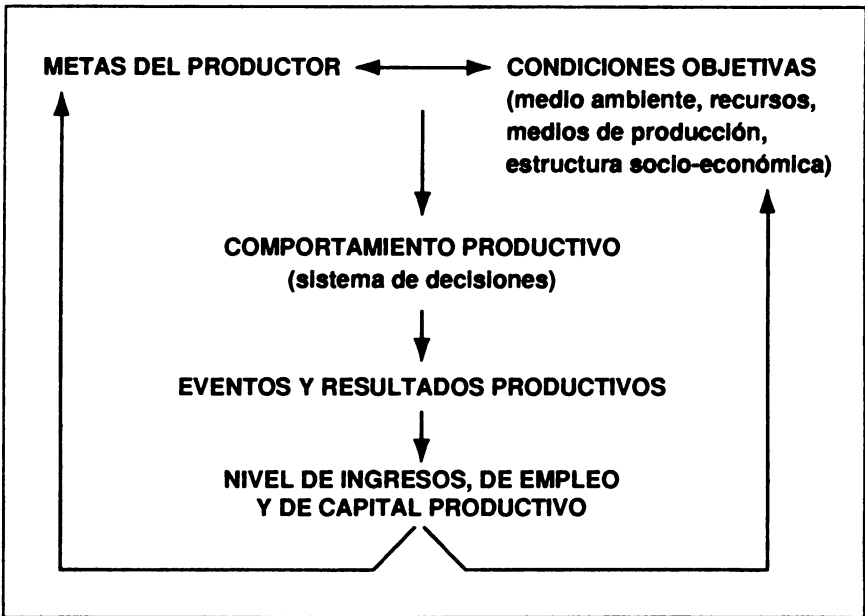 METAS DEL PRODUCTOR
CONDICIONES OBJETIVAS
(medio ambiente, recursos,
medios de producción,
estructura socio-económica)
COMPORTAMIENTO PRODUCTIVO
(sistema de decisiones)
EVENTOS Y RESULTADOS PRODUCTIVOS
NIVEL DE INGRESOS, DE EMPLEO
Y DE CAPITAL PRODUCTIVO